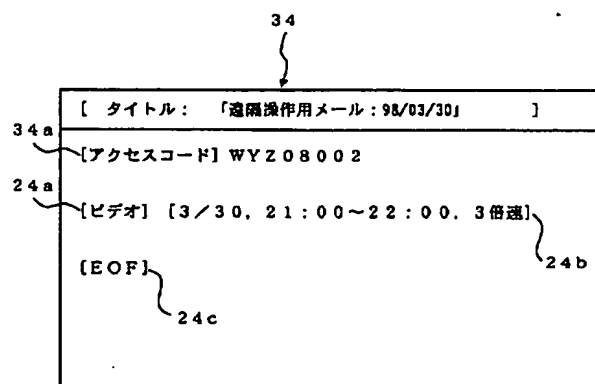 34
[ タイトル： 「遠隔操作用メール：98/03/30」 ]
34a
[アクセスコード] WYZ08002
24a
[ビデオ] [3/30, 21:00〜22:00, 3倍速]
24b
[EOF]
24c